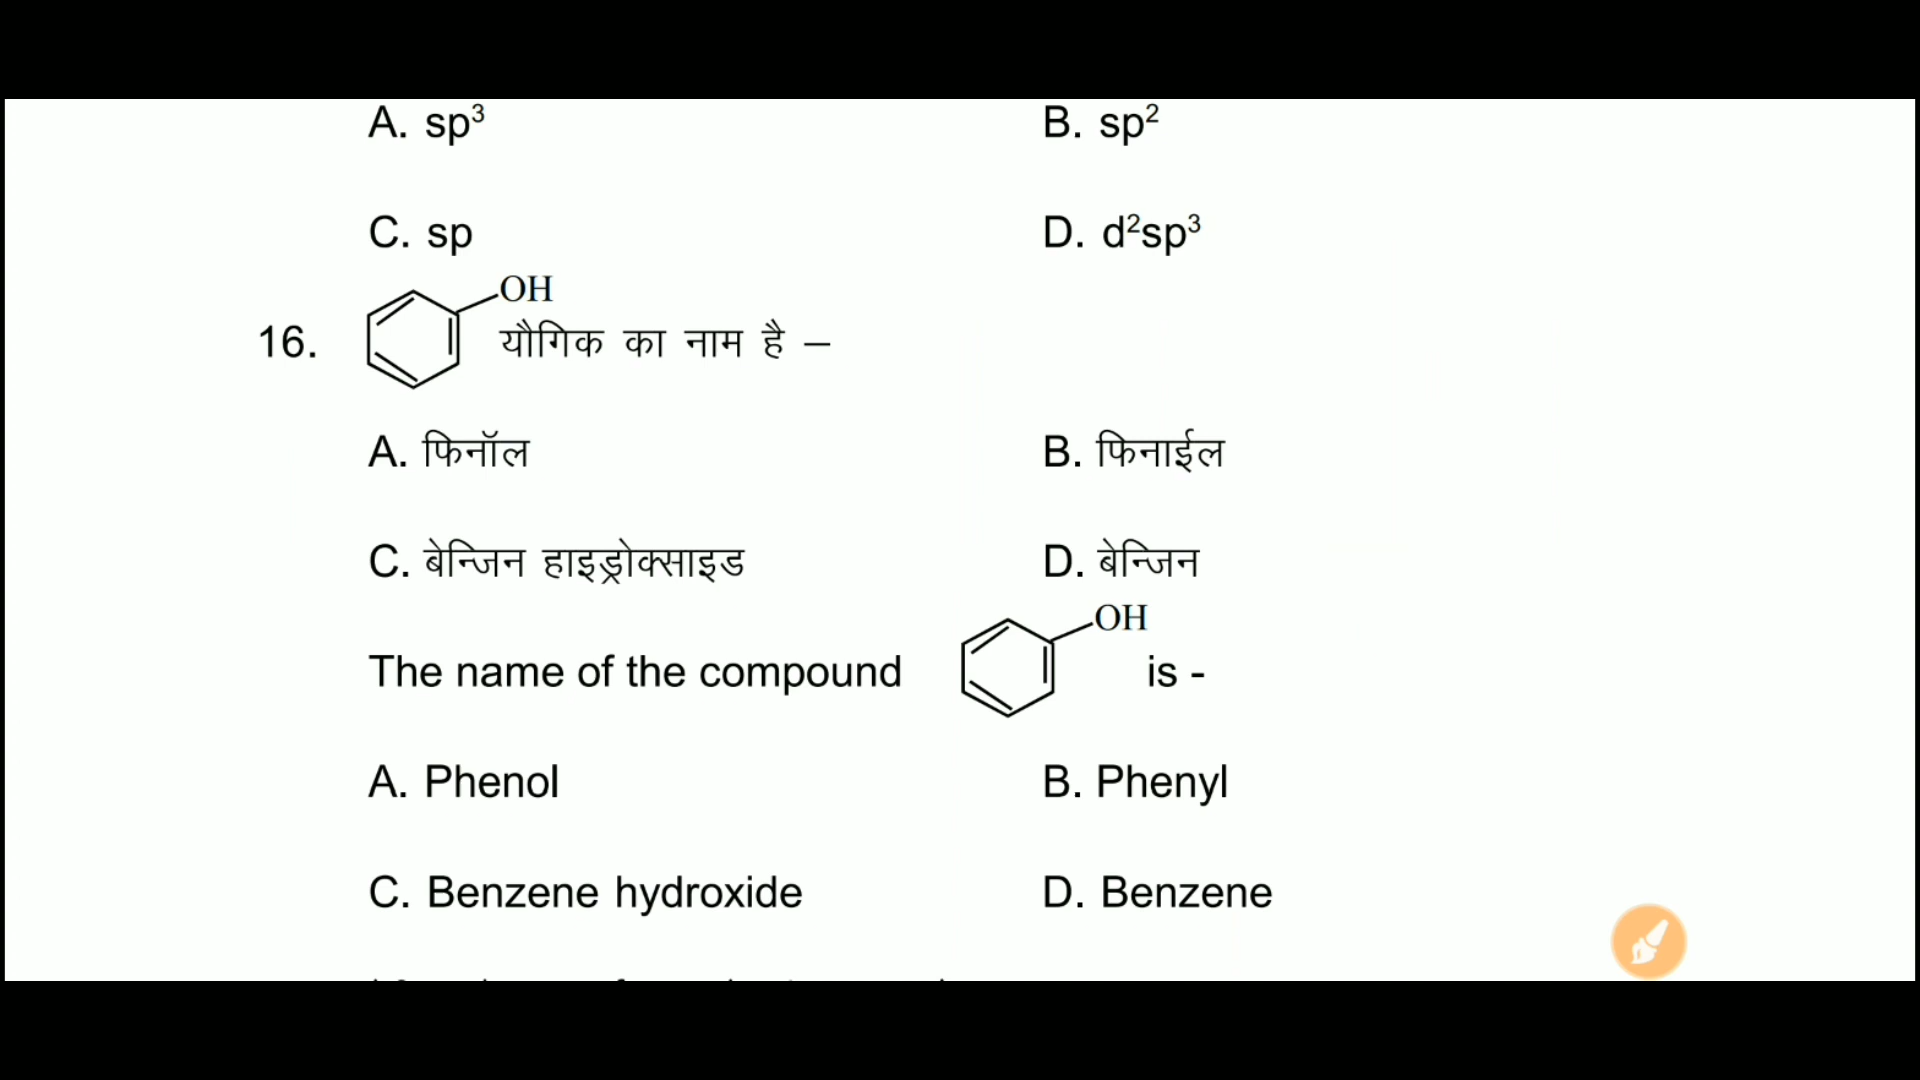 A. sp³ B. sp²
C. sp D. d²sp³
OH
16. यौगिक का नाम है –
A. फिनॉल B. फिनाईल
C. बेन्जिन हाइड्रोक्साइड D. बेन्जिन
OH
The name of the compound is -
A. Phenol B. Phenyl
C. Benzene hydroxide D. Benzene